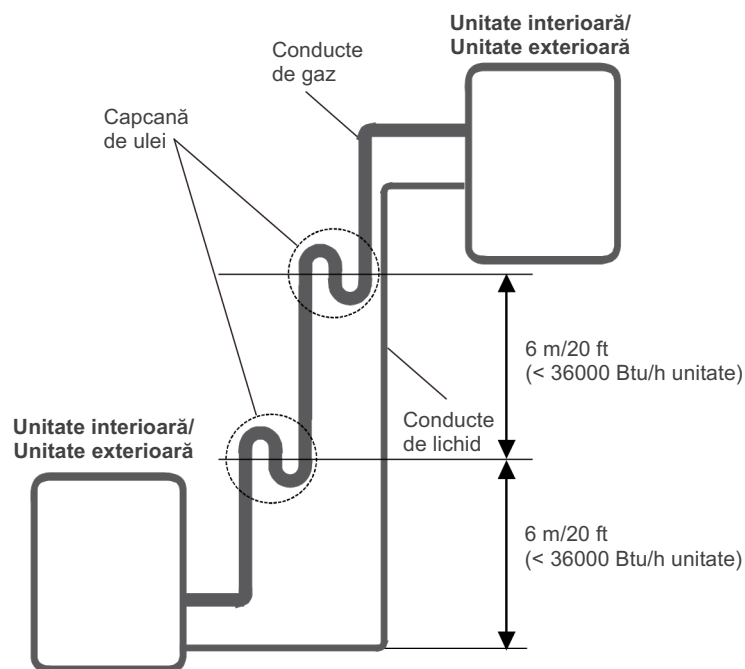 Unitate interioară/
Unitate exterioară
Conducte
de gaz
Capcană
de ulei
6 m/20 ft
(< 36000 Btu/h unitate)
Conducte
de lichid
Unitate interioară/
Unitate exterioară
6 m/20 ft
(< 36000 Btu/h unitate)